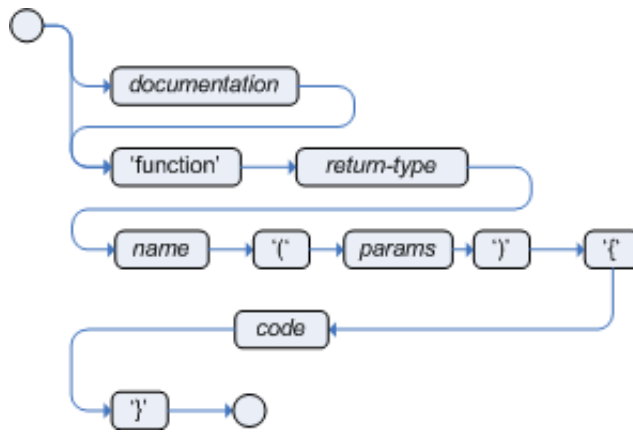 documentation
'function' return-type
name '(' params ')' '{'
code
'}'